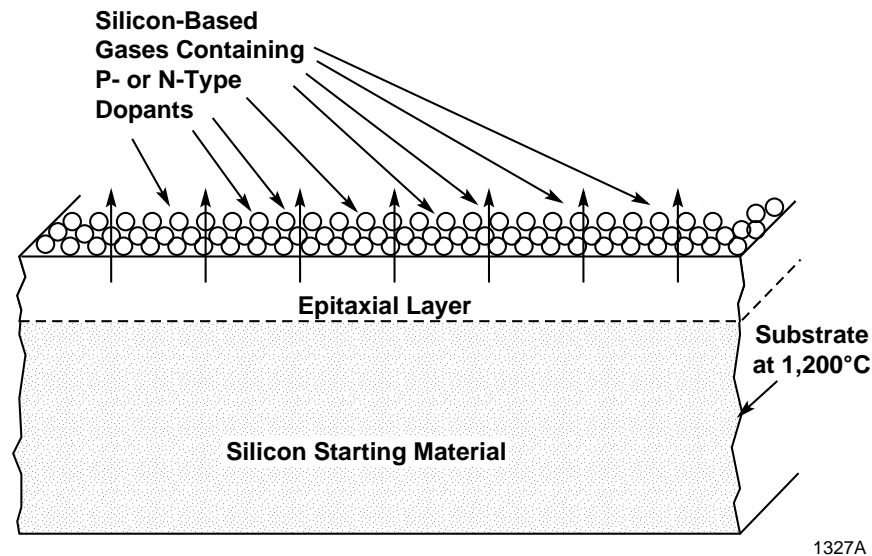 Silicon-Based
Gases Containing
P- or N-Type
Dopants
Epitaxial Layer
Substrate
at 1,200°C
Silicon Starting Material
1327A